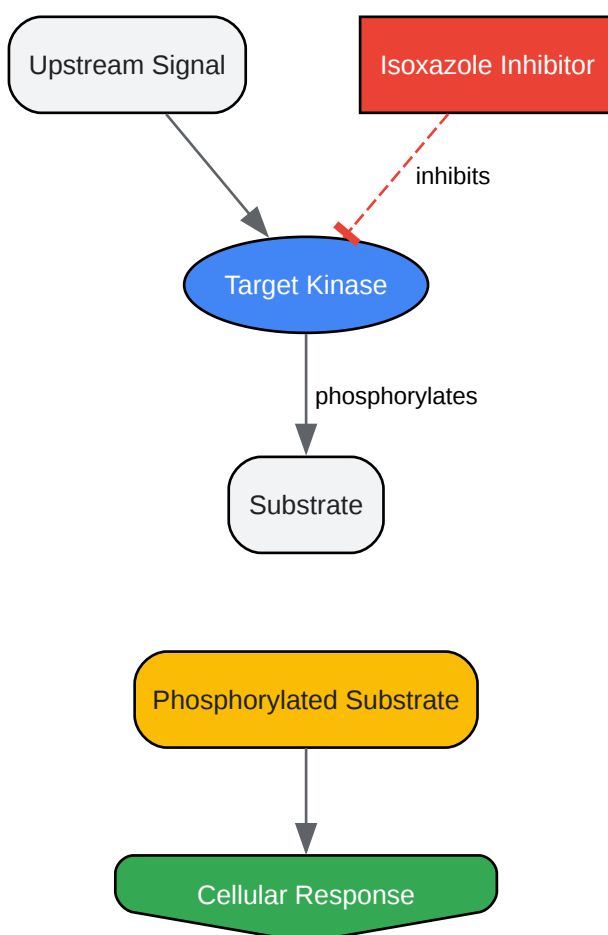 Upstream Signal
Isoxazole Inhibitor
inhibits
Target Kinase
phosphorylates
Substrate
Phosphorylated Substrate
Cellular Response